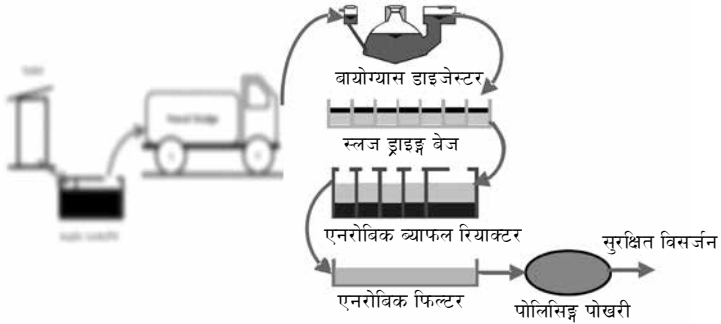 बायोग्यास डाइजेस्टर
स्लज ड्राइङ्ग वेज
एनरोबिक ब्याफल रियाक्टर
एनरोबिक फिल्टर
पोलिसिङ्ग पोखरी
सुरक्षित विसर्जन